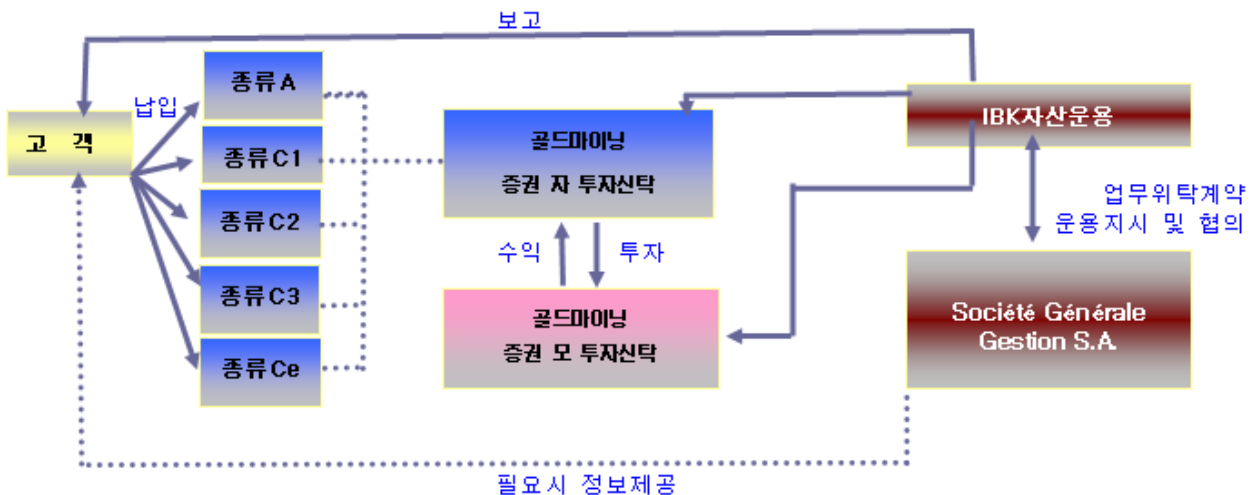 보고
종류A
납입
IBK자산운용
고 객
종류C1
골드마이닝
증권 자 투자신탁
종류C2
업무위탁계약
운용지시 및 협의
수익
투자
종류C3
골드마이닝
증권 모 투자신탁
Société Générale
Gestion S.A.
종류Ce
필요시 정보제공